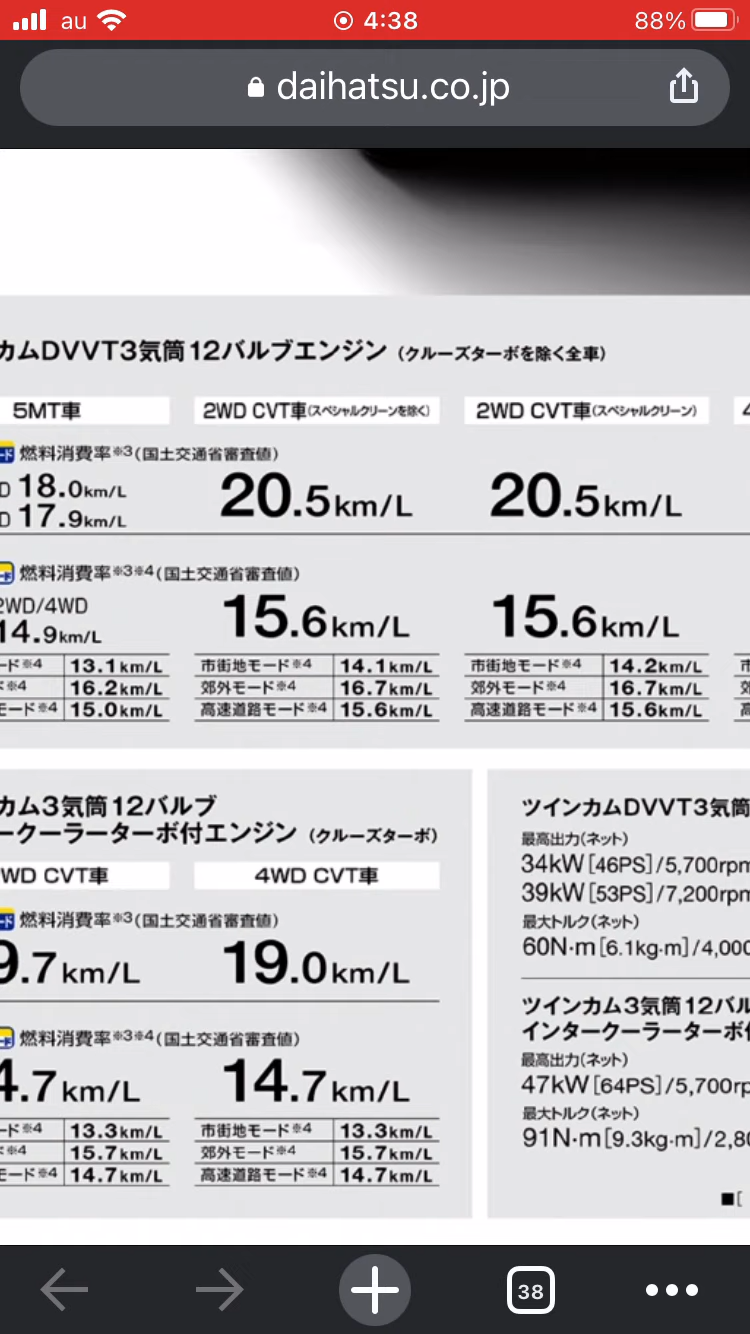 au 4:38 88%
daihatsu.co.jp
カムDVVT3気筒12バルブエンジン（クルーズターボを除く全車）
5MT車 2WD CVT車(スペシャルクリーンを除く) 2WD CVT車(スペシャルクリーン) 4
ード 燃料消費率※3(国土交通省審査値)
D 18.0km/L 20.5km/L 20.5km/L
D 17.9km/L
ード 燃料消費率※3※4(国土交通省審査値)
2WD/4WD
14.9km/L 15.6km/L 15.6km/L
ード※4 13.1km/L 市街地モード※4 14.1km/L 市街地モード※4 14.2km/L 市
ド※4 16.2km/L 郊外モード※4 16.7km/L 郊外モード※4 16.7km/L 郊
モード※4 15.0km/L 高速道路モード※4 15.6km/L 高速道路モード※4 15.6km/L 高
カム3気筒12バルブ
ークーラーターボ付エンジン（クルーズターボ）
WD CVT車 4WD CVT車
ード 燃料消費率※3(国土交通省審査値)
9.7km/L 19.0km/L
ード 燃料消費率※3※4(国土交通省審査値)
4.7km/L 14.7km/L
ード※4 13.3km/L 市街地モード※4 13.3km/L
ド※4 15.7km/L 郊外モード※4 15.7km/L
モード※4 14.7km/L 高速道路モード※4 14.7km/L
ツインカムDVVT3気筒
最高出力(ネット)
34kW[46PS]/5,700rpm
39kW[53PS]/7,200rpm
最大トルク(ネット)
60N·m[6.1kg·m]/4,000
ツインカム3気筒12バル
インタークーラーターボ付
最高出力(ネット)
47kW[64PS]/5,700rp
最大トルク(ネット)
91N·m[9.3kg·m]/2,80
■[
38